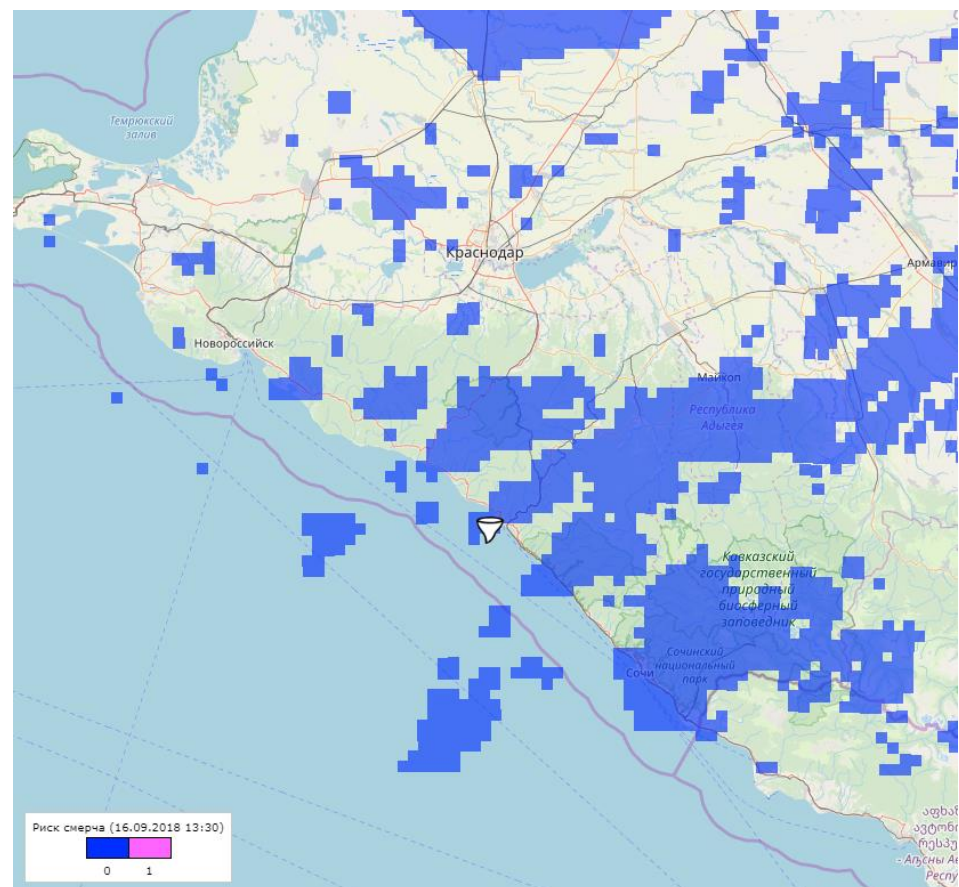 Темрюкский
залив
Краснодар
Армавир
Новороссийск
Майкоп
Республика
Адыгея
Кавказский
государственный
природный
биосферный
заповедник
Сочинский
национальный
парк
Сочи
Риск смерча (16.09.2018 13:30)
0 1